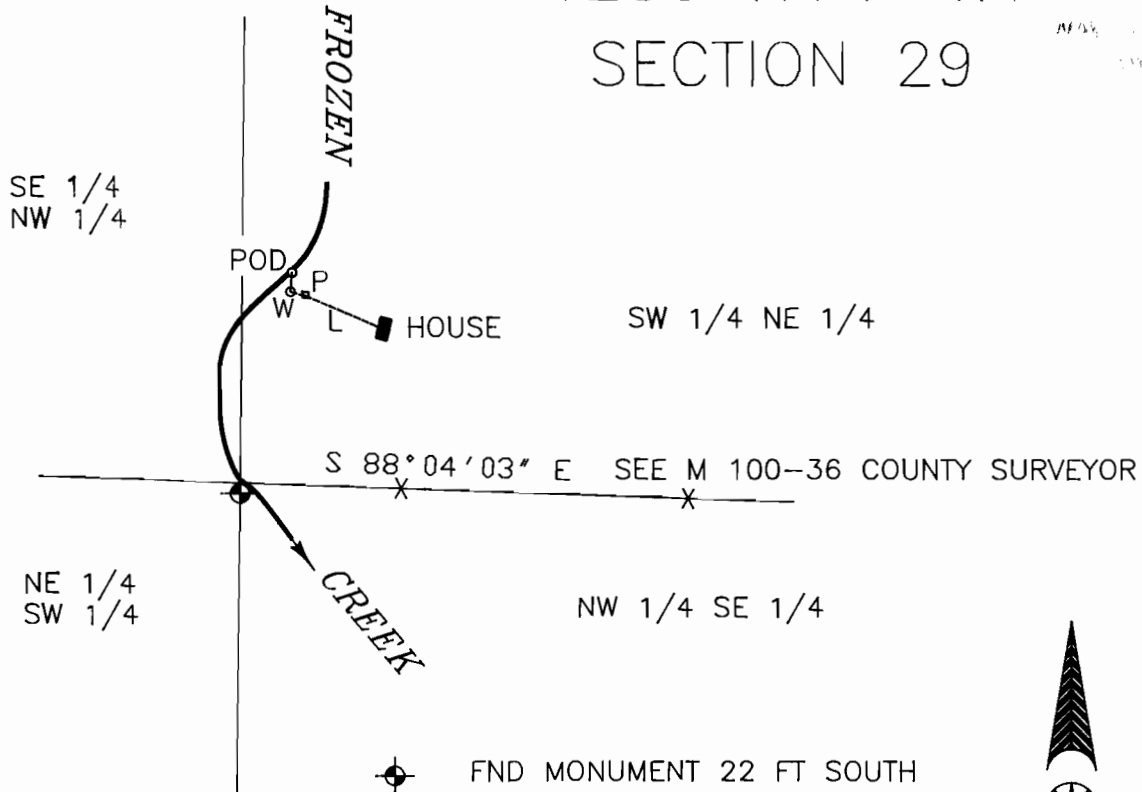 SECTION 29
FROZEN
SE 1/4
NW 1/4
POD
P
W
L
HOUSE
SW 1/4 NE 1/4
S 88°04'03" E SEE M 100-36 COUNTY SURVEYOR
NE 1/4
SW 1/4
CREEK
NW 1/4 SE 1/4
FND MONUMENT 22 FT SOUTH